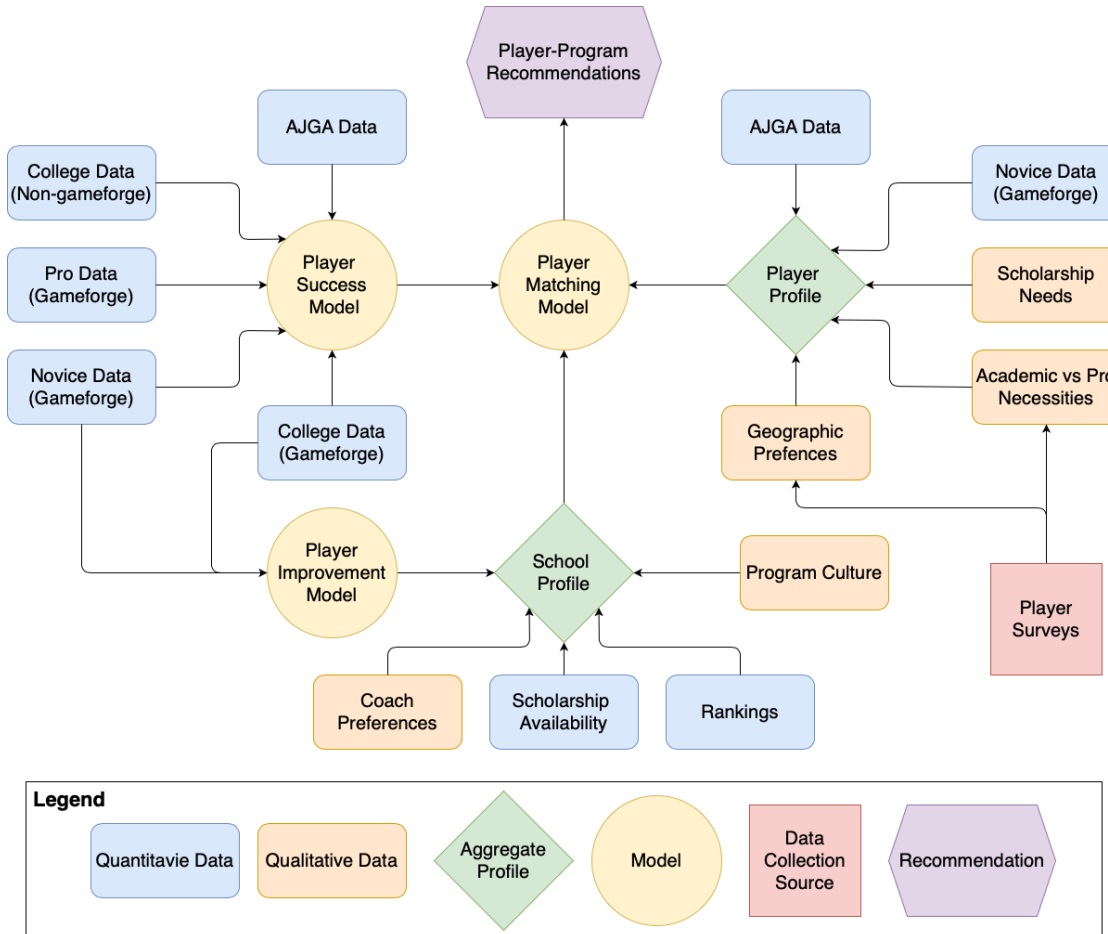 Player-Program
Recommendations
AJGA Data
AJGA Data
College Data
(Non-gameforge)
Novice Data
(Gameforge)
Pro Data
(Gameforge)
Player
Success
Model
Player
Matching
Model
Player
Profile
Scholarship
Needs
Novice Data
(Gameforge)
Academic vs Pro
Necessities
College Data
(Gameforge)
Geographic
Prefences
Player
Improvement
Model
School
Profile
Program Culture
Player
Surveys
Coach
Preferences
Scholarship
Availability
Rankings
Legend
Quantitavie Data
Qualitative Data
Aggregate
Profile
Model
Data
Collection
Source
Recommendation